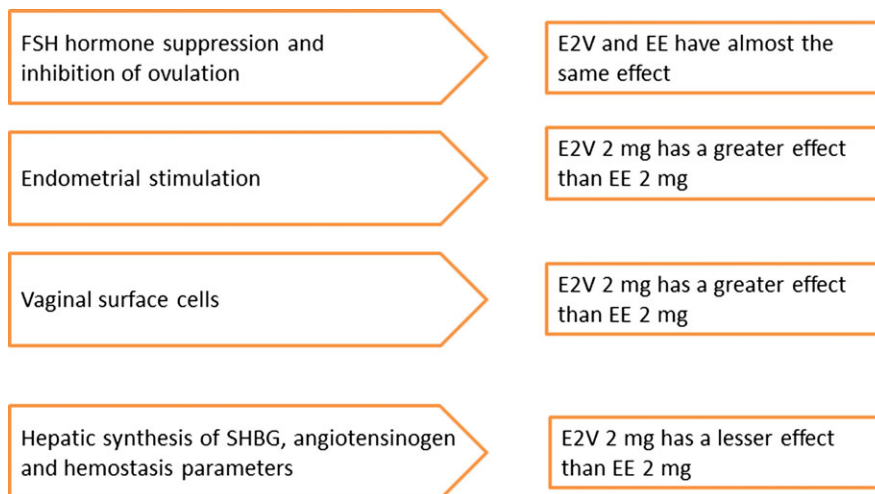 FSH hormone suppression and
inhibition of ovulation
E2V and EE have almost the
same effect
Endometrial stimulation
E2V 2 mg has a greater effect
than EE 2 mg
Vaginal surface cells
E2V 2 mg has a greater effect
than EE 2 mg
Hepatic synthesis of SHBG, angiotensinogen
and hemostasis parameters
E2V 2 mg has a lesser effect
than EE 2 mg